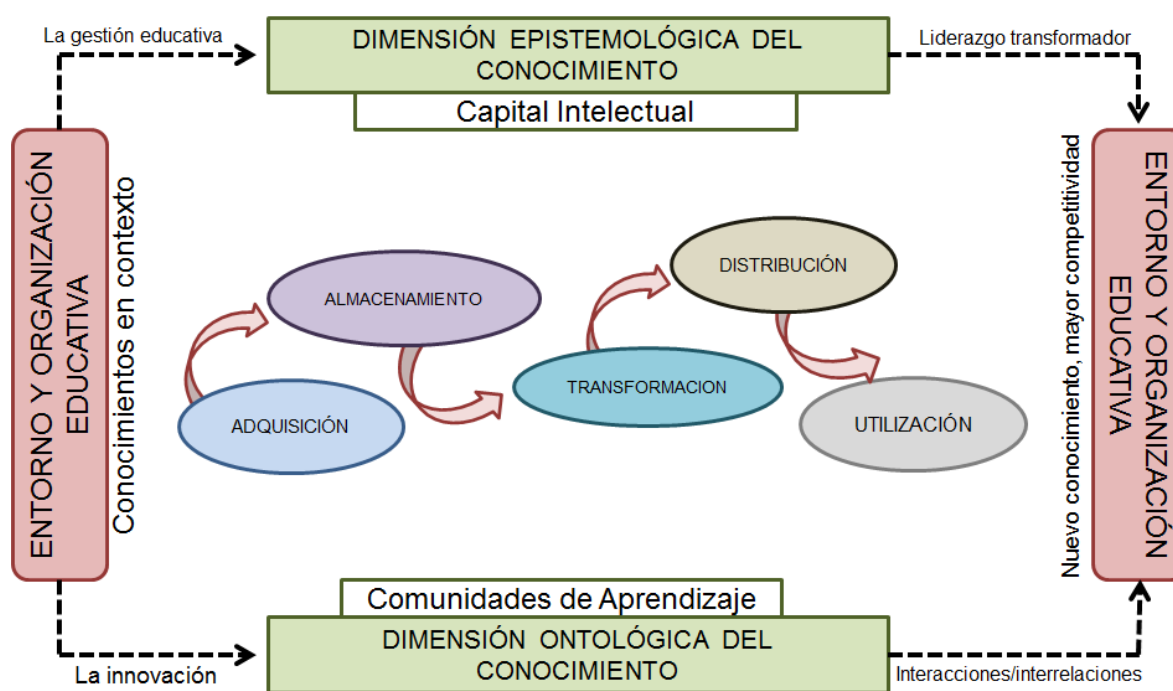 La gestión educativa
DIMENSIÓN EPISTEMOLÓGICA DEL
CONOCIMIENTO
Liderazgo transformador
Capital Intelectual
ENTORNO Y ORGANIZACIÓN
EDUCATIVA
Conocimientos en contexto
ALMACENAMIENTO
DISTRIBUCIÓN
ADQUISICIÓN
TRANSFORMACION
UTILIZACIÓN
Nuevo conocimiento, mayor competitividad
ENTORNO Y ORGANIZACIÓN
EDUCATIVA
Comunidades de Aprendizaje
DIMENSIÓN ONTOLÓGICA DEL
CONOCIMIENTO
La innovación
Interacciones/interrelaciones